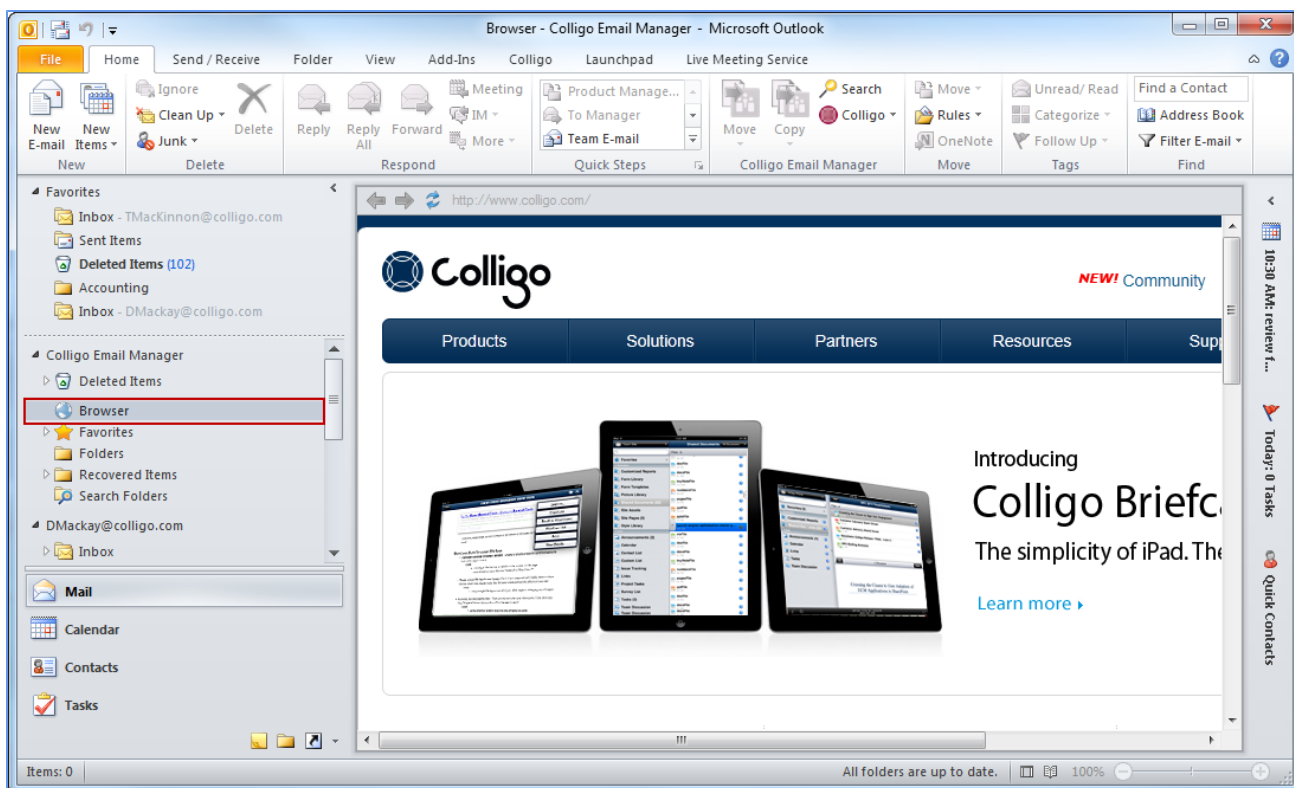 Browser - Colligo Email Manager - Microsoft Outlook
File Home Send / Receive Folder View Add-Ins Colligo Launchpad Live Meeting Service
New E-mail
New Items
New
Ignore
Clean Up
Junk
Delete
Delete
Reply
Reply All
Forward
Meeting
IM
More
Respond
Product Manage...
To Manager
Team E-mail
Quick Steps
Move
Copy
Search
Colligo
Colligo Email Manager
Move
Rules
OneNote
Move
Unread/ Read
Categorize
Follow Up
Tags
Find a Contact
Address Book
Filter E-mail
Find
Favorites
Inbox - TMacKinnon@colligo.com
Sent Items
Deleted Items (102)
Accounting
Inbox - DMackay@colligo.com
Colligo Email Manager
Deleted Items
Browser
Favorites
Folders
Recovered Items
Search Folders
DMackay@colligo.com
Inbox
Mail
Calendar
Contacts
Tasks
http://www.colligo.com/
Colligo
NEW! Community
Products Solutions Partners Resources Supp
Introducing
Colligo Briefc
The simplicity of iPad. The
Learn more
10:30 AM: review f...
Today: 0 Tasks
Quick Contacts
Items: 0
All folders are up to date.
100%